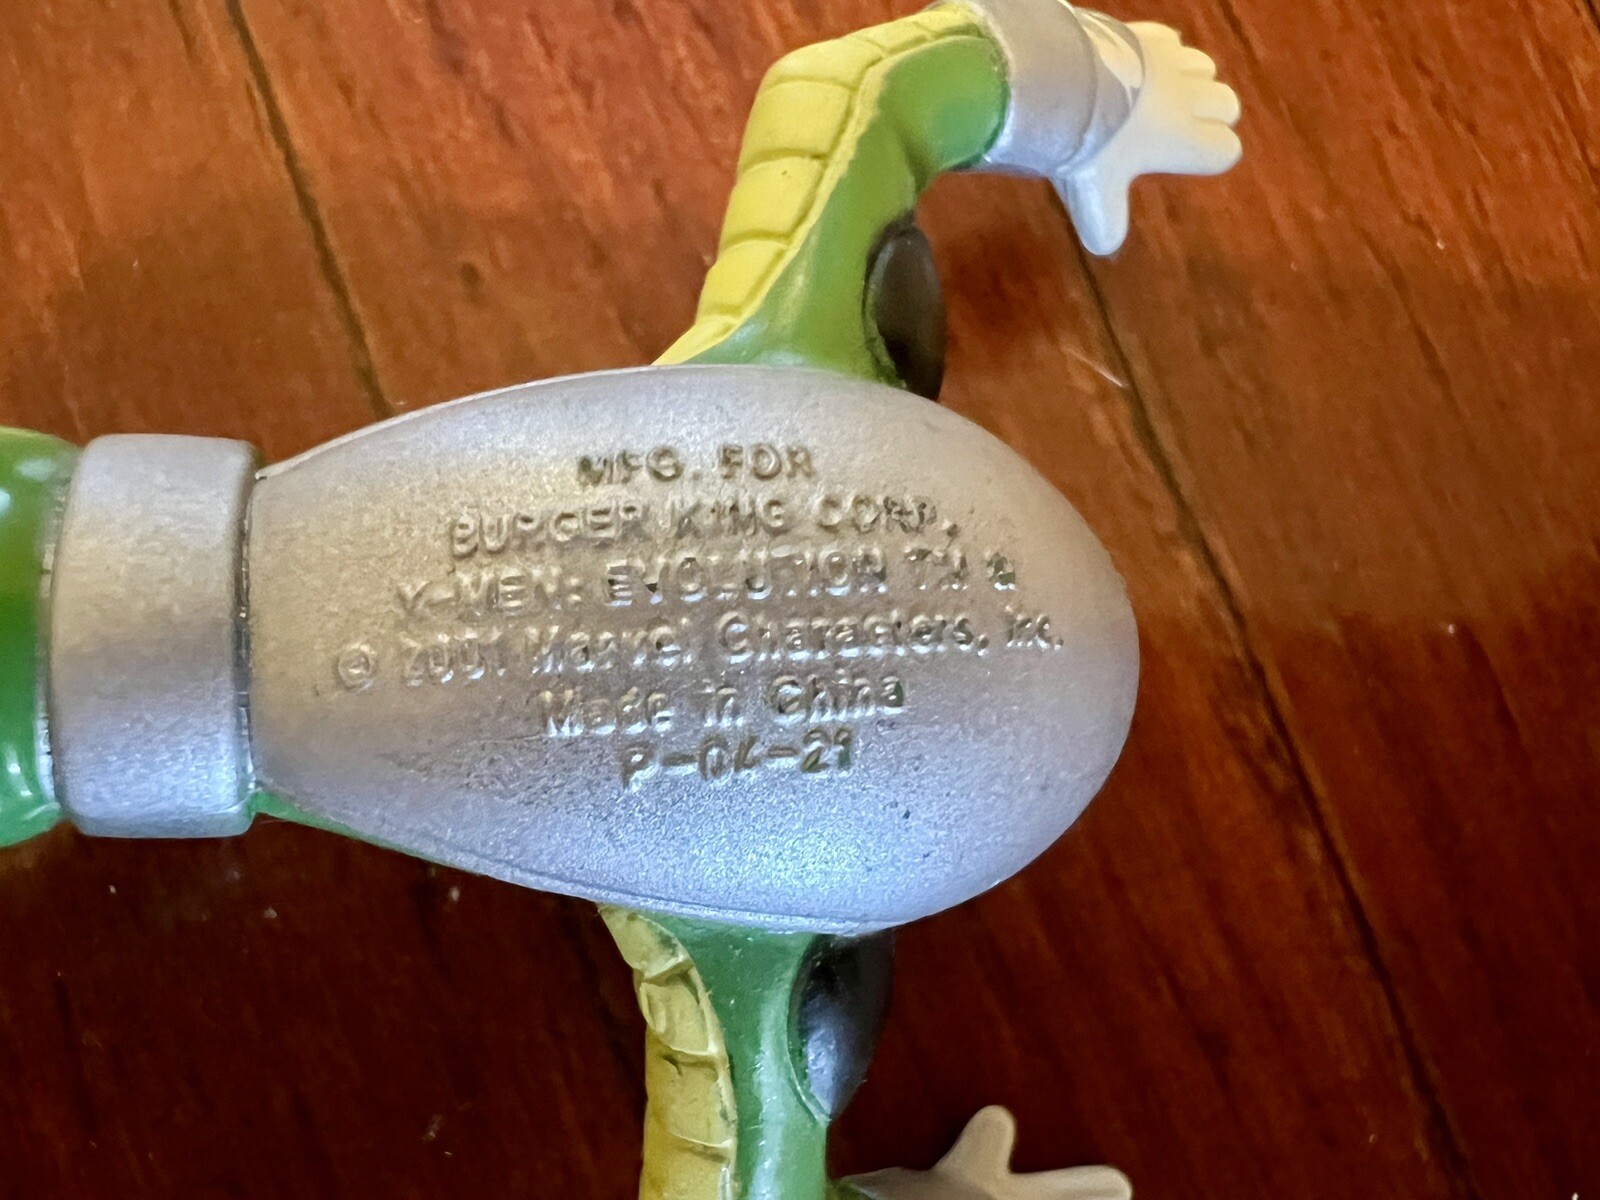 MFG. FOR
BURGER KING CORP.
X-MEN: EVOLUTION TM &
© 2001 Marvel Characters, Inc.
Made in China
P-04-21